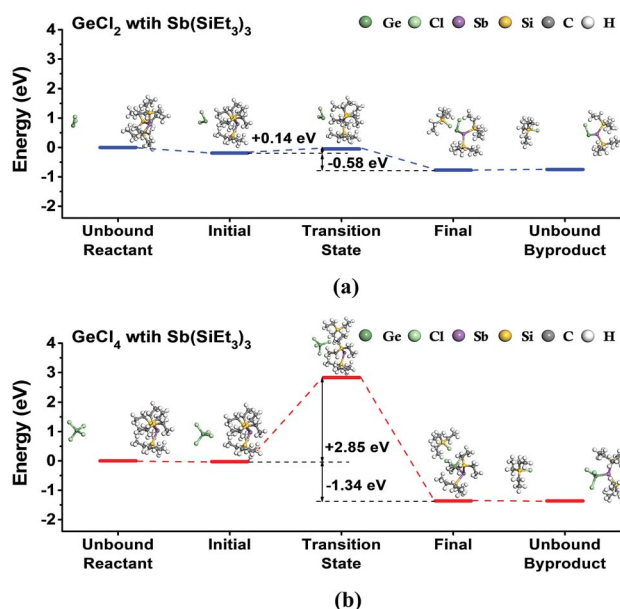 GeCl2 wtih Sb(SiEt3)3
Ge Cl Sb Si C H
Energy (eV)
4
3
2
1
0
-1
-2
+0.14 eV
-0.58 eV
Unbound Reactant
Initial
Transition State
Final
Unbound Byproduct
(a)
GeCl4 wtih Sb(SiEt3)3
Ge Cl Sb Si C H
Energy (eV)
4
3
2
1
0
-1
-2
+2.85 eV
-1.34 eV
Unbound Reactant
Initial
Transition State
Final
Unbound Byproduct
(b)